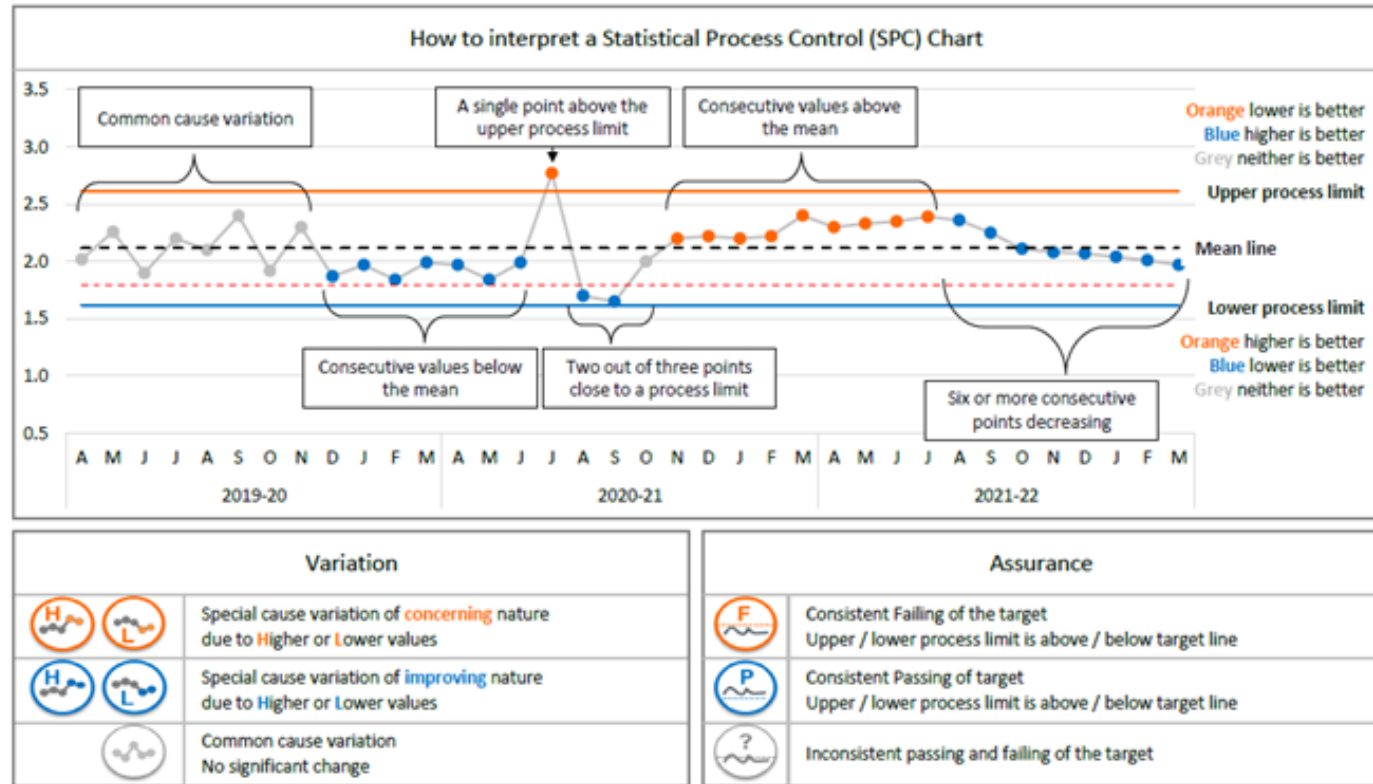 How to interpret a Statistical Process Control (SPC) Chart
3.5
3.0
2.5
2.0
1.5
1.0
0.5
Common cause variation
A single point above the
upper process limit
Consecutive values above
the mean
Orange lower is better
Blue higher is better
Grey neither is better
Upper process limit
Mean line
Lower process limit
Orange higher is better
Blue lower is better
Grey neither is better
Consecutive values below
the mean
Two out of three points
close to a process limit
Six or more consecutive
points decreasing
A M J J A S O N D J F M A M J J A S O N D J F M A M J J A S O N D J F M
2019-20 2020-21 2021-22
Variation
H L
Special cause variation of concerning nature
due to Higher or Lower values
H L
Special cause variation of improving nature
due to Higher or Lower values
Common cause variation
No significant change
Assurance
F
Consistent Failing of the target
Upper / lower process limit is above / below target line
P
Consistent Passing of target
Upper / lower process limit is above / below target line
?
Inconsistent passing and failing of the target